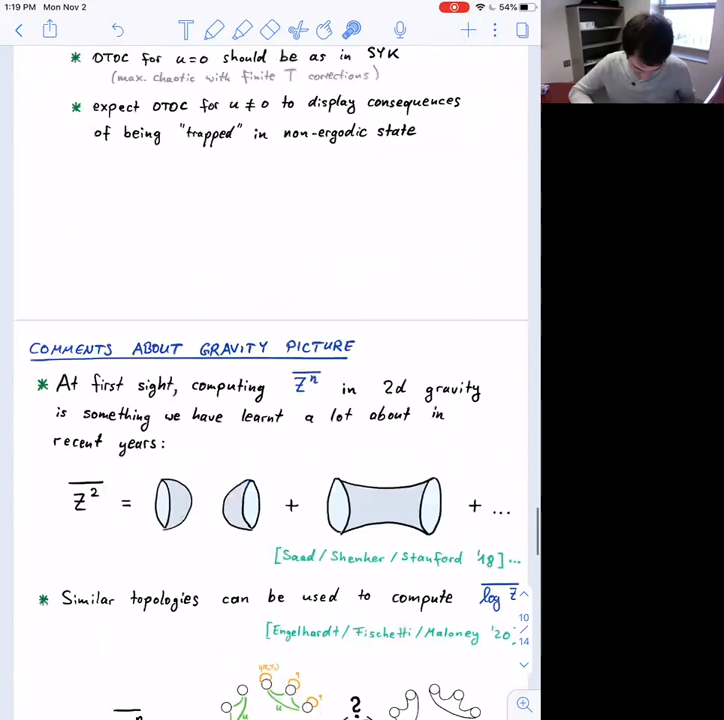 1:19 PM Mon Nov 2
54%
* OTOC for u=0 should be as in SYK
(max. chaotic with finite T corrections)
* expect OTOC for u ≠ 0 to display consequences
of being "trapped" in non-ergodic state
COMMENTS ABOUT GRAVITY PICTURE
* At first sight, computing \overline{Z^n} in 2d gravity
is something we have learnt a lot about in
recent years:
\overline{Z^2} = + + ...
[Saad/Shenker/Stanford '18]...
* Similar topologies can be used to compute \overline{log Z}
[Engelhardt/Fischetti/Maloney '20]
10
/
14
u u ?
n